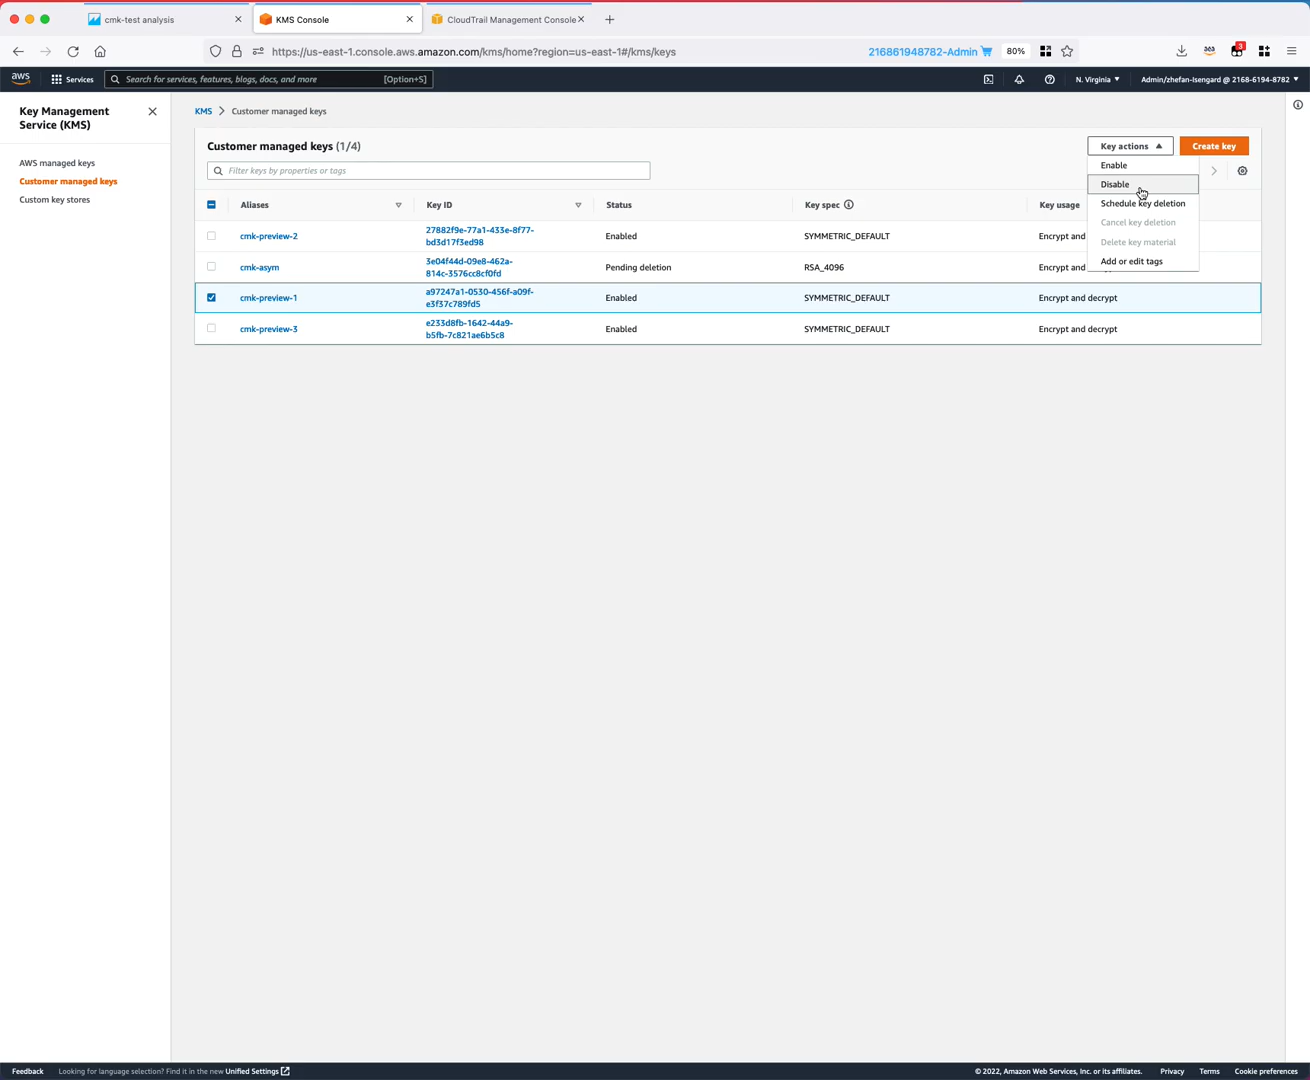 cmk-test analysis
KMS Console
CloudTrail Management Console
https://us-east-1.console.aws.amazon.com/kms/home?region=us-east-1#/kms/keys
216861948782-Admin
80%
3
aws
Services
Search for services, features, blogs, docs, and more
[Option+S]
N. Virginia
Admin/zhefan-Isengard @ 2168-6194-8782
Key Management
Service (KMS)
AWS managed keys
Customer managed keys
Custom key stores
KMS
Customer managed keys
Customer managed keys (1/4)
Key actions
Create key
Filter keys by properties or tags
Enable
Disable
Schedule key deletion
Cancel key deletion
Delete key material
Add or edit tags
Aliases
Key ID
Status
Key spec
Key usage
cmk-preview-2
27882f9e-77a1-433e-8f77-
bd3d17f3ed98
Enabled
SYMMETRIC_DEFAULT
Encrypt and
cmk-asym
3e04f44d-09e8-462a-
814c-3576cc8cf0fd
Pending deletion
RSA_4096
Encrypt and
cmk-preview-1
a97247a1-0530-456f-a09f-
e3f37c789fd5
Enabled
SYMMETRIC_DEFAULT
Encrypt and decrypt
cmk-preview-3
e233d8fb-1642-44a9-
b5fb-7c821ae6b5c8
Enabled
SYMMETRIC_DEFAULT
Encrypt and decrypt
Feedback
Looking for language selection? Find it in the new Unified Settings
© 2022, Amazon Web Services, Inc. or its affiliates.
Privacy
Terms
Cookie preferences